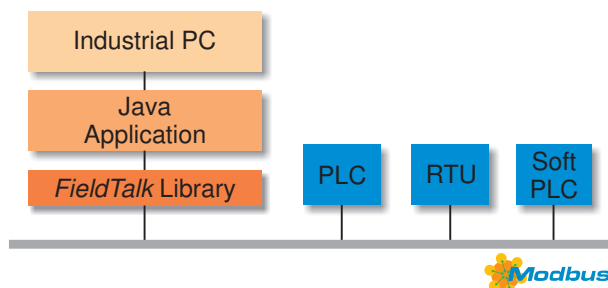 Industrial PC
Java
Application
FieldTalk Library
PLC
RTU
Soft
PLC
Modbus